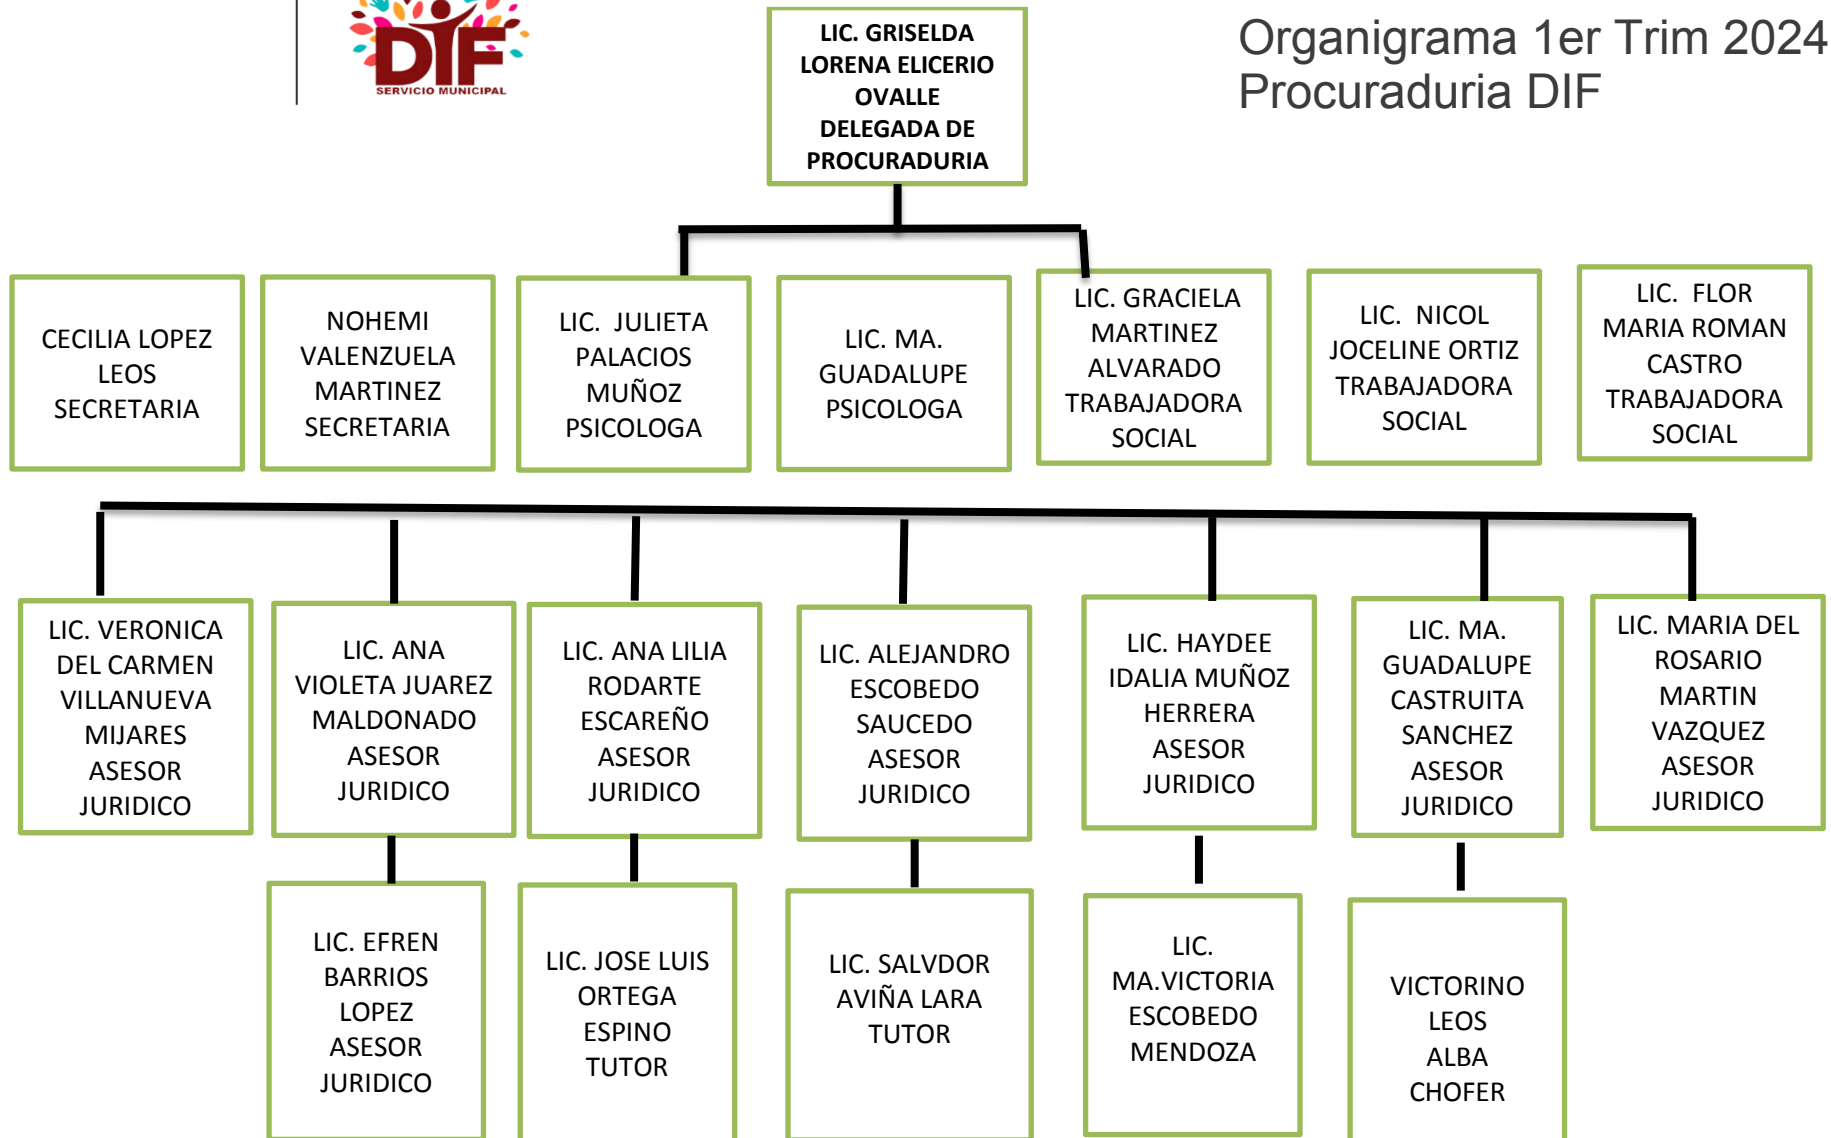 DIF
SERVICIO MUNICIPAL
LIC. GRISELDA
LORENA ELICERIO
OVALLE
DELEGADA DE
PROCURADURIA
Organigrama 1er Trim 2024
Procuraduria DIF
CECILIA LOPEZ
LEOS
SECRETARIA
NOHEMI
VALENZUELA
MARTINEZ
SECRETARIA
LIC. JULIETA
PALACIOS
MUÑOZ
PSICOLOGA
LIC. MA.
GUADALUPE
PSICOLOGA
LIC. GRACIELA
MARTINEZ
ALVARADO
TRABAJADORA
SOCIAL
LIC. NICOL
JOCELINE ORTIZ
TRABAJADORA
SOCIAL
LIC. FLOR
MARIA ROMAN
CASTRO
TRABAJADORA
SOCIAL
LIC. VERONICA
DEL CARMEN
VILLANUEVA
MIJARES
ASESOR
JURIDICO
LIC. ANA
VIOLETA JUAREZ
MALDONADO
ASESOR
JURIDICO
LIC. ANA LILIA
RODARTE
ESCAREÑO
ASESOR
JURIDICO
LIC. ALEJANDRO
ESCOBEDO
SAUCEDO
ASESOR
JURIDICO
LIC. HAYDEE
IDALIA MUÑOZ
HERRERA
ASESOR
JURIDICO
LIC. MA.
GUADALUPE
CASTRUITA
SANCHEZ
ASESOR
JURIDICO
LIC. MARIA DEL
ROSARIO
MARTIN
VAZQUEZ
ASESOR
JURIDICO
LIC. EFREN
BARRIOS
LOPEZ
ASESOR
JURIDICO
LIC. JOSE LUIS
ORTEGA
ESPINO
TUTOR
LIC. SALVDOR
AVIÑA LARA
TUTOR
LIC.
MA.VICTORIA
ESCOBEDO
MENDOZA
VICTORINO
LEOS
ALBA
CHOFER